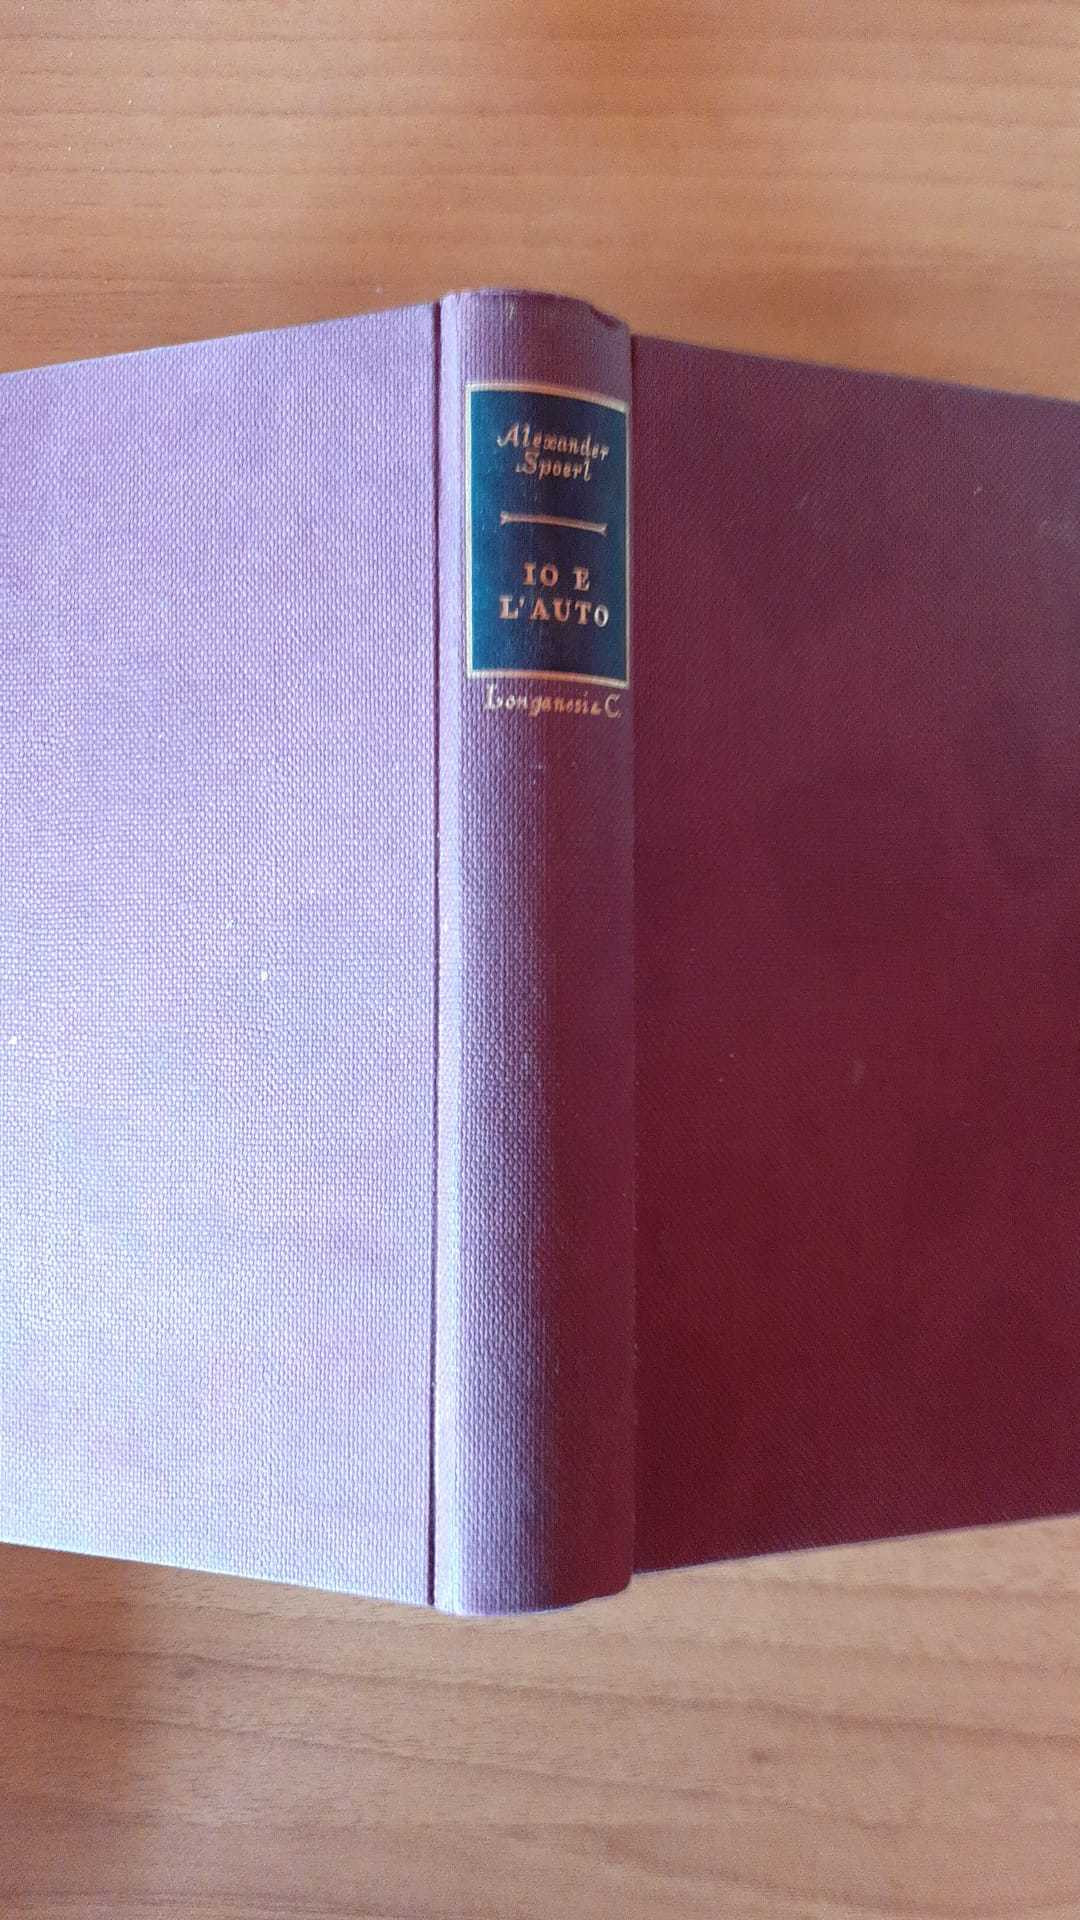 Alexander
Spoerl
IO E
L'AUTO
Longanesi & C.